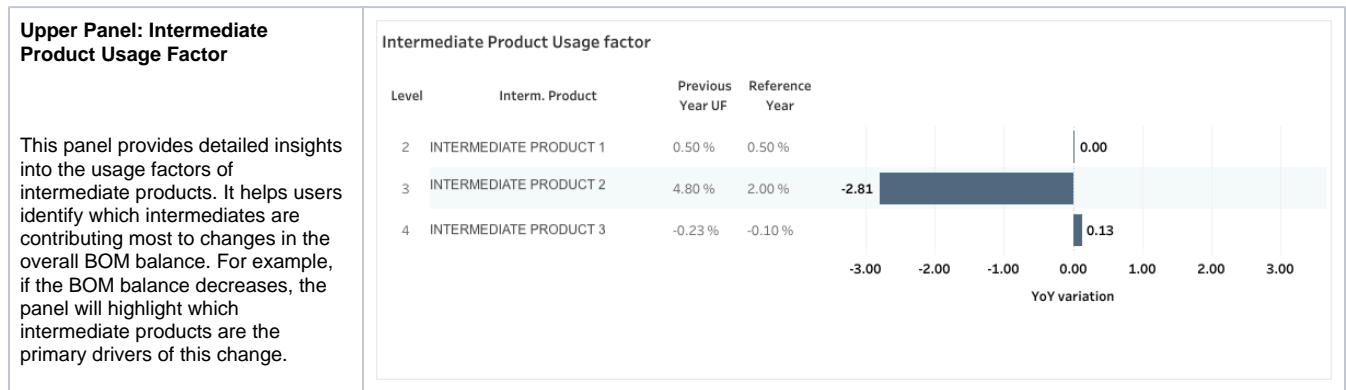 Upper Panel: Intermediate
Product Usage Factor
This panel provides detailed insights
into the usage factors of
intermediate products. It helps users
identify which intermediates are
contributing most to changes in the
overall BOM balance. For example,
if the BOM balance decreases, the
panel will highlight which
intermediate products are the
primary drivers of this change.
Intermediate Product Usage factor
Level Interm. Product Previous Year UF Reference Year
2 INTERMEDIATE PRODUCT 1 0.50 % 0.50 % 0.00
3 INTERMEDIATE PRODUCT 2 4.80 % 2.00 % -2.81
4 INTERMEDIATE PRODUCT 3 -0.23 % -0.10 % 0.13
-3.00 -2.00 -1.00 0.00 1.00 2.00 3.00
YoY variation